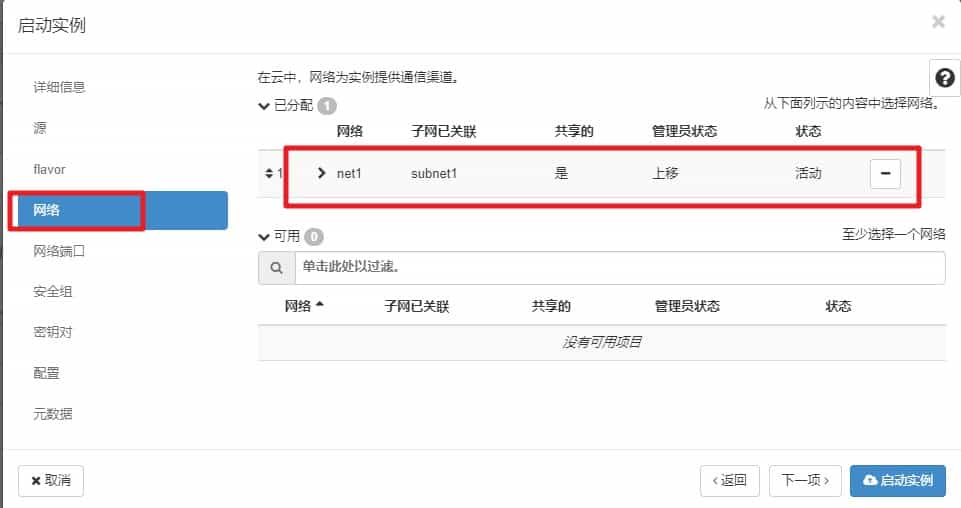 启动实例
×
详细信息
源
flavor
网络
网络端口
安全组
密钥对
配置
元数据
在云中，网络为实例提供通信渠道。
已分配 1
从下面列示的内容中选择网络。
网络 子网已关联 共享的 管理员状态 状态
1 net1 subnet1 是 上移 活动
可用 0
至少选择一个网络
单击此处以过滤。
网络 子网已关联 共享的 管理员状态 状态
没有可用项目
取消
‹ 返回
下一项 ›
启动实例